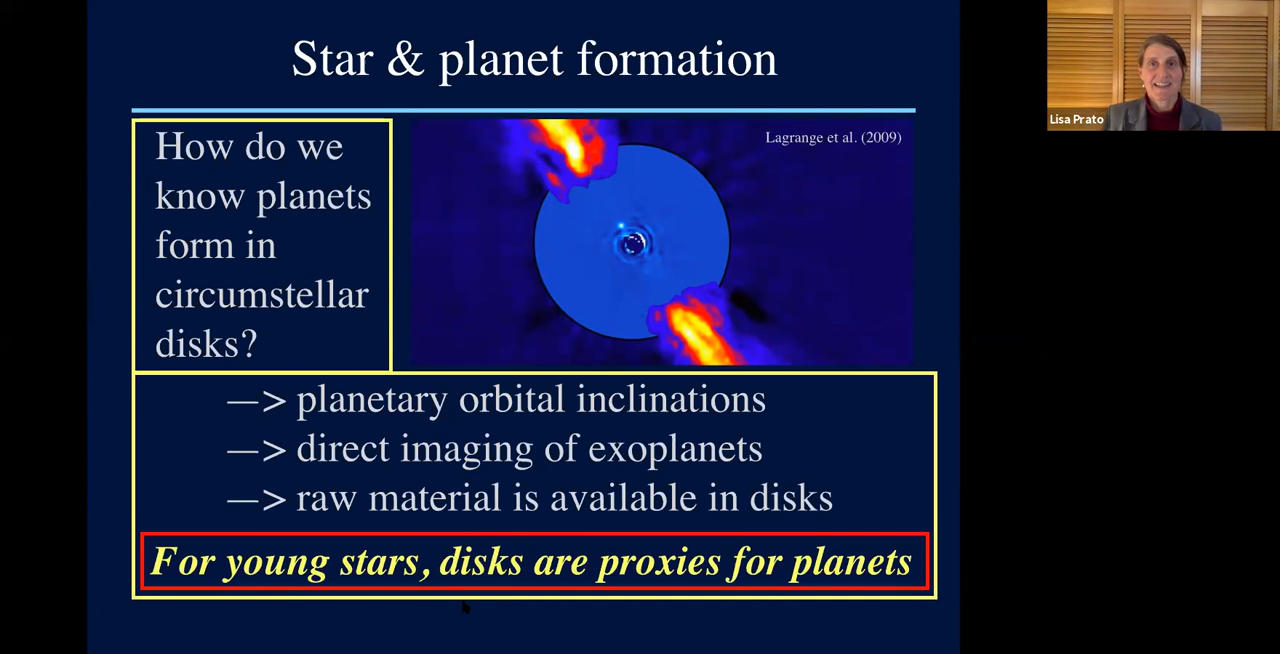 Star & planet formation
How do we
know planets
form in
circumstellar
disks?
Lagrange et al. (2009)
—> planetary orbital inclinations
—> direct imaging of exoplanets
—> raw material is available in disks
For young stars, disks are proxies for planets
Lisa Prato